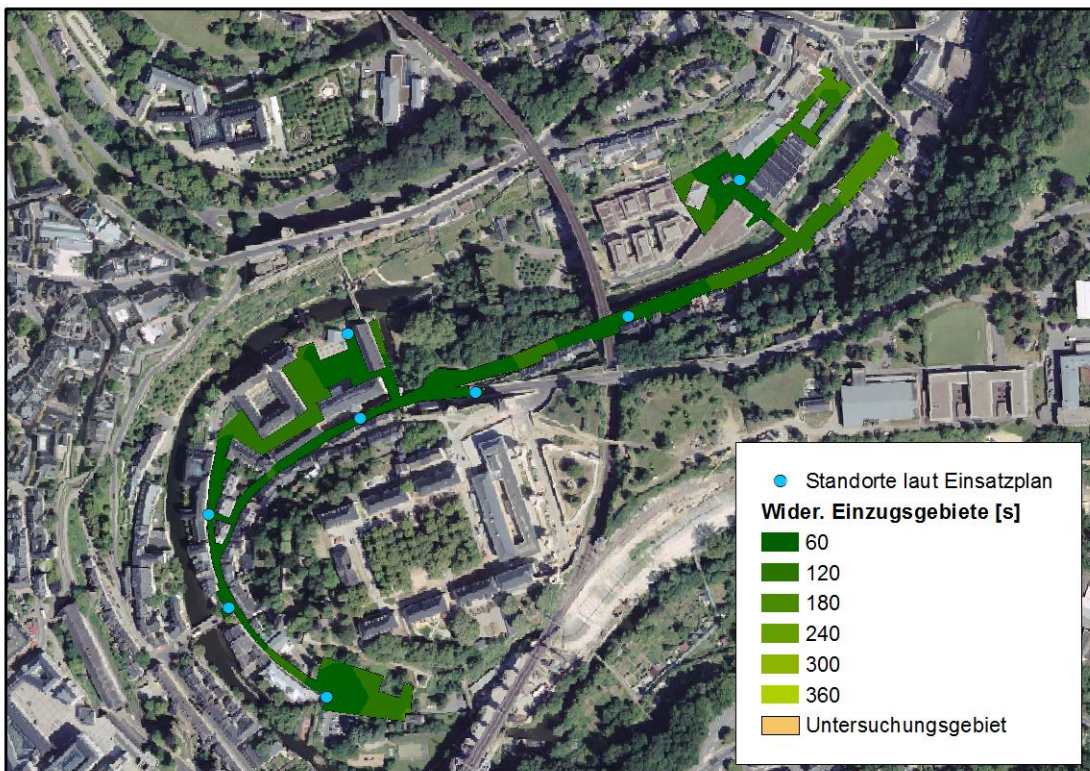 Standorte laut Einsatzplan
Wider. Einzugsgebiete [s]
60
120
180
240
300
360
Untersuchungsgebiet